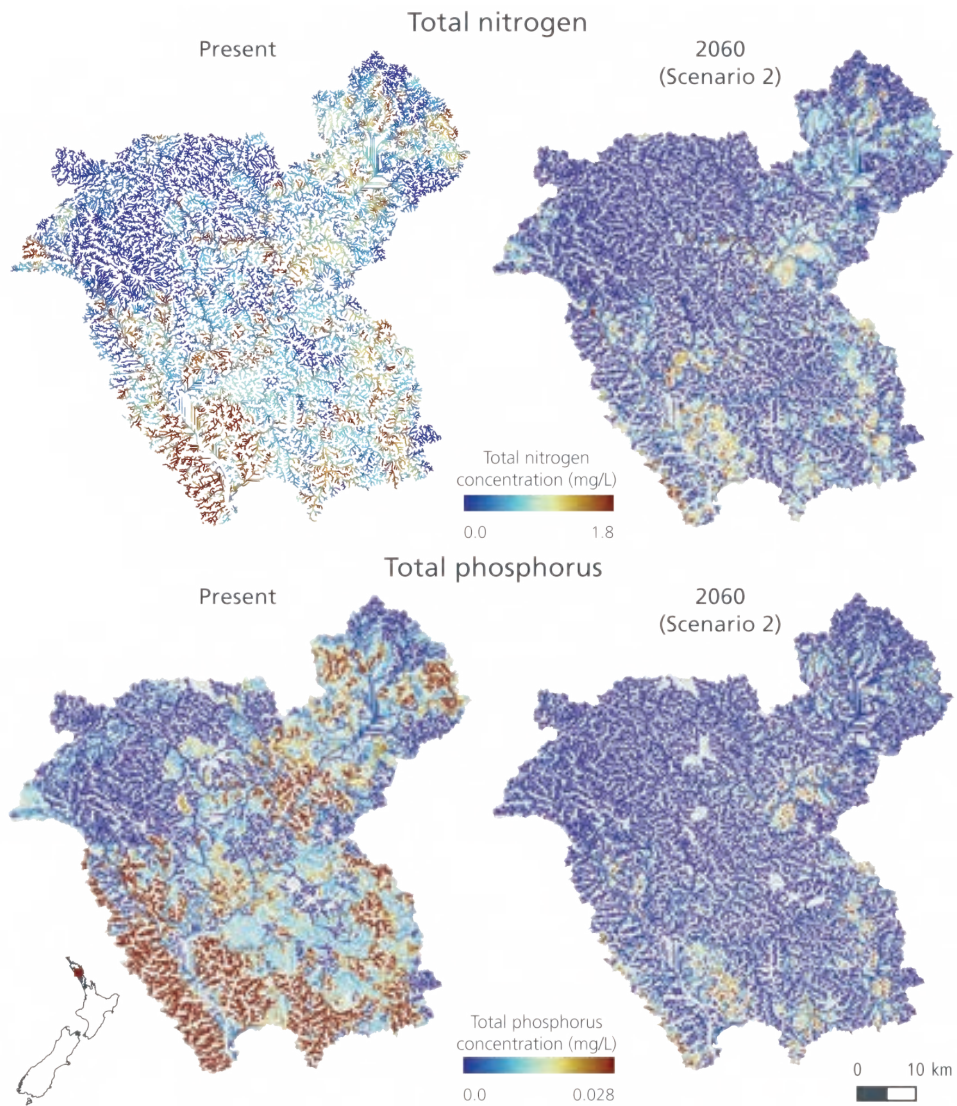 Total nitrogen
Present
2060
(Scenario 2)
Total nitrogen
concentration (mg/L)
0.0 1.8
Total phosphorus
Present
2060
(Scenario 2)
Total phosphorus
concentration (mg/L)
0.0 0.028
0 10 km